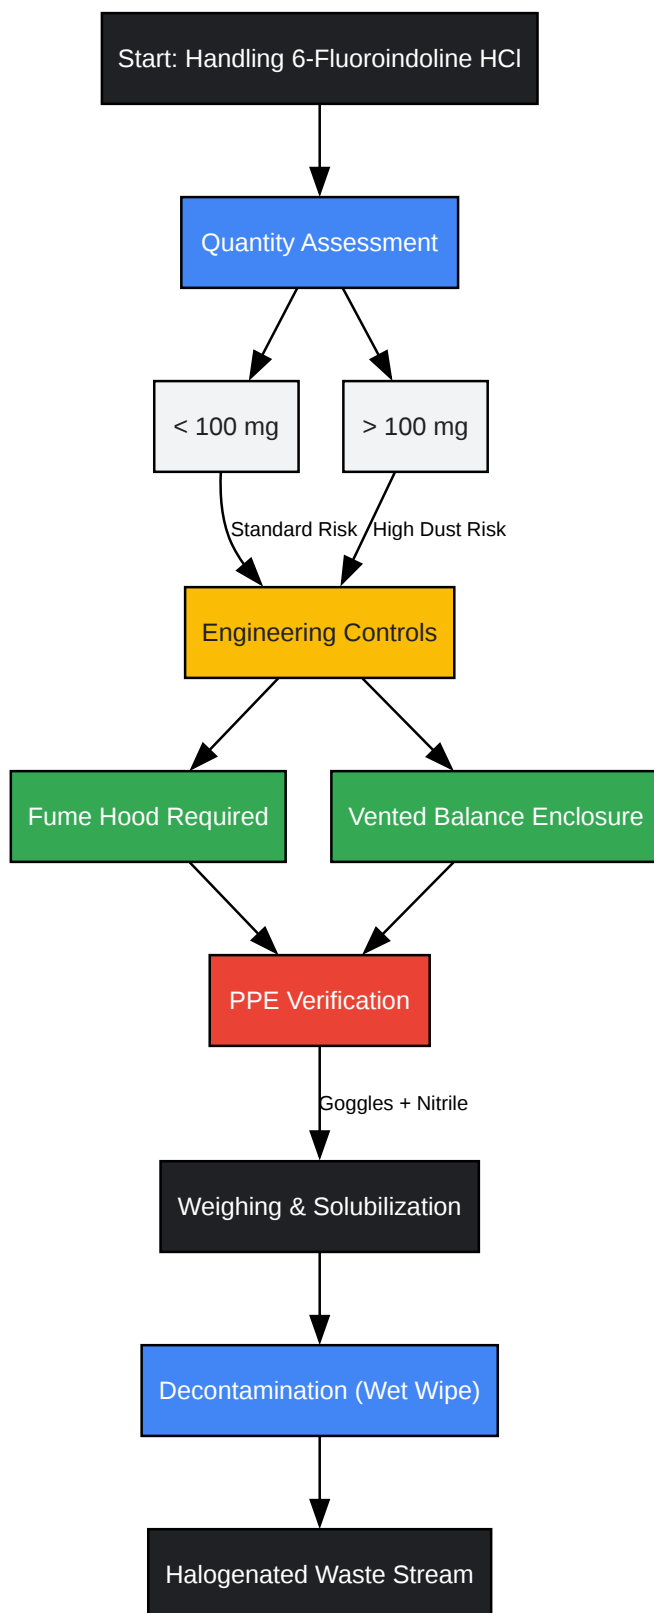 Start: Handling 6-Fluoroindoline HCl
Quantity Assessment
< 100 mg
> 100 mg
Standard Risk
High Dust Risk
Engineering Controls
Fume Hood Required
Vented Balance Enclosure
PPE Verification
Goggles + Nitrile
Weighing & Solubilization
Decontamination (Wet Wipe)
Halogenated Waste Stream